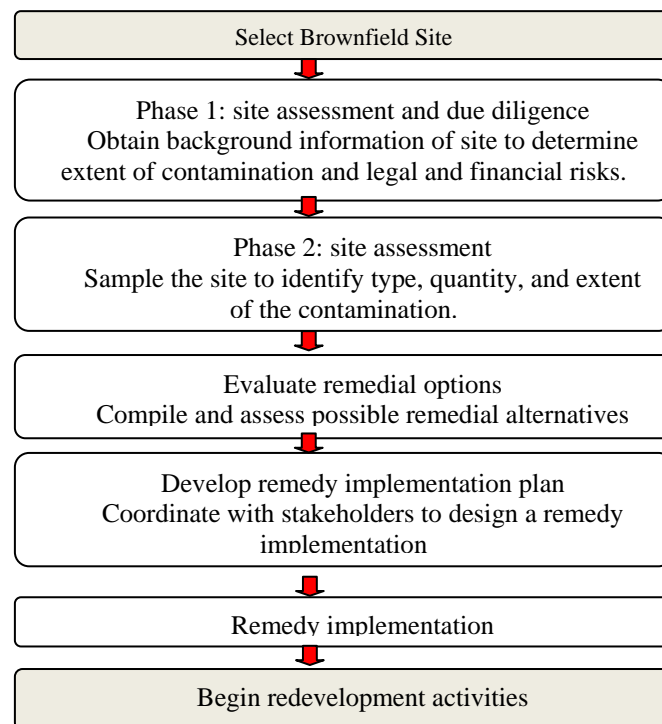 Select Brownfield Site
Phase 1: site assessment and due diligence
Obtain background information of site to determine
extent of contamination and legal and financial risks.
Phase 2: site assessment
Sample the site to identify type, quantity, and extent
of the contamination.
Evaluate remedial options
Compile and assess possible remedial alternatives
Develop remedy implementation plan
Coordinate with stakeholders to design a remedy
implementation
Remedy implementation
Begin redevelopment activities